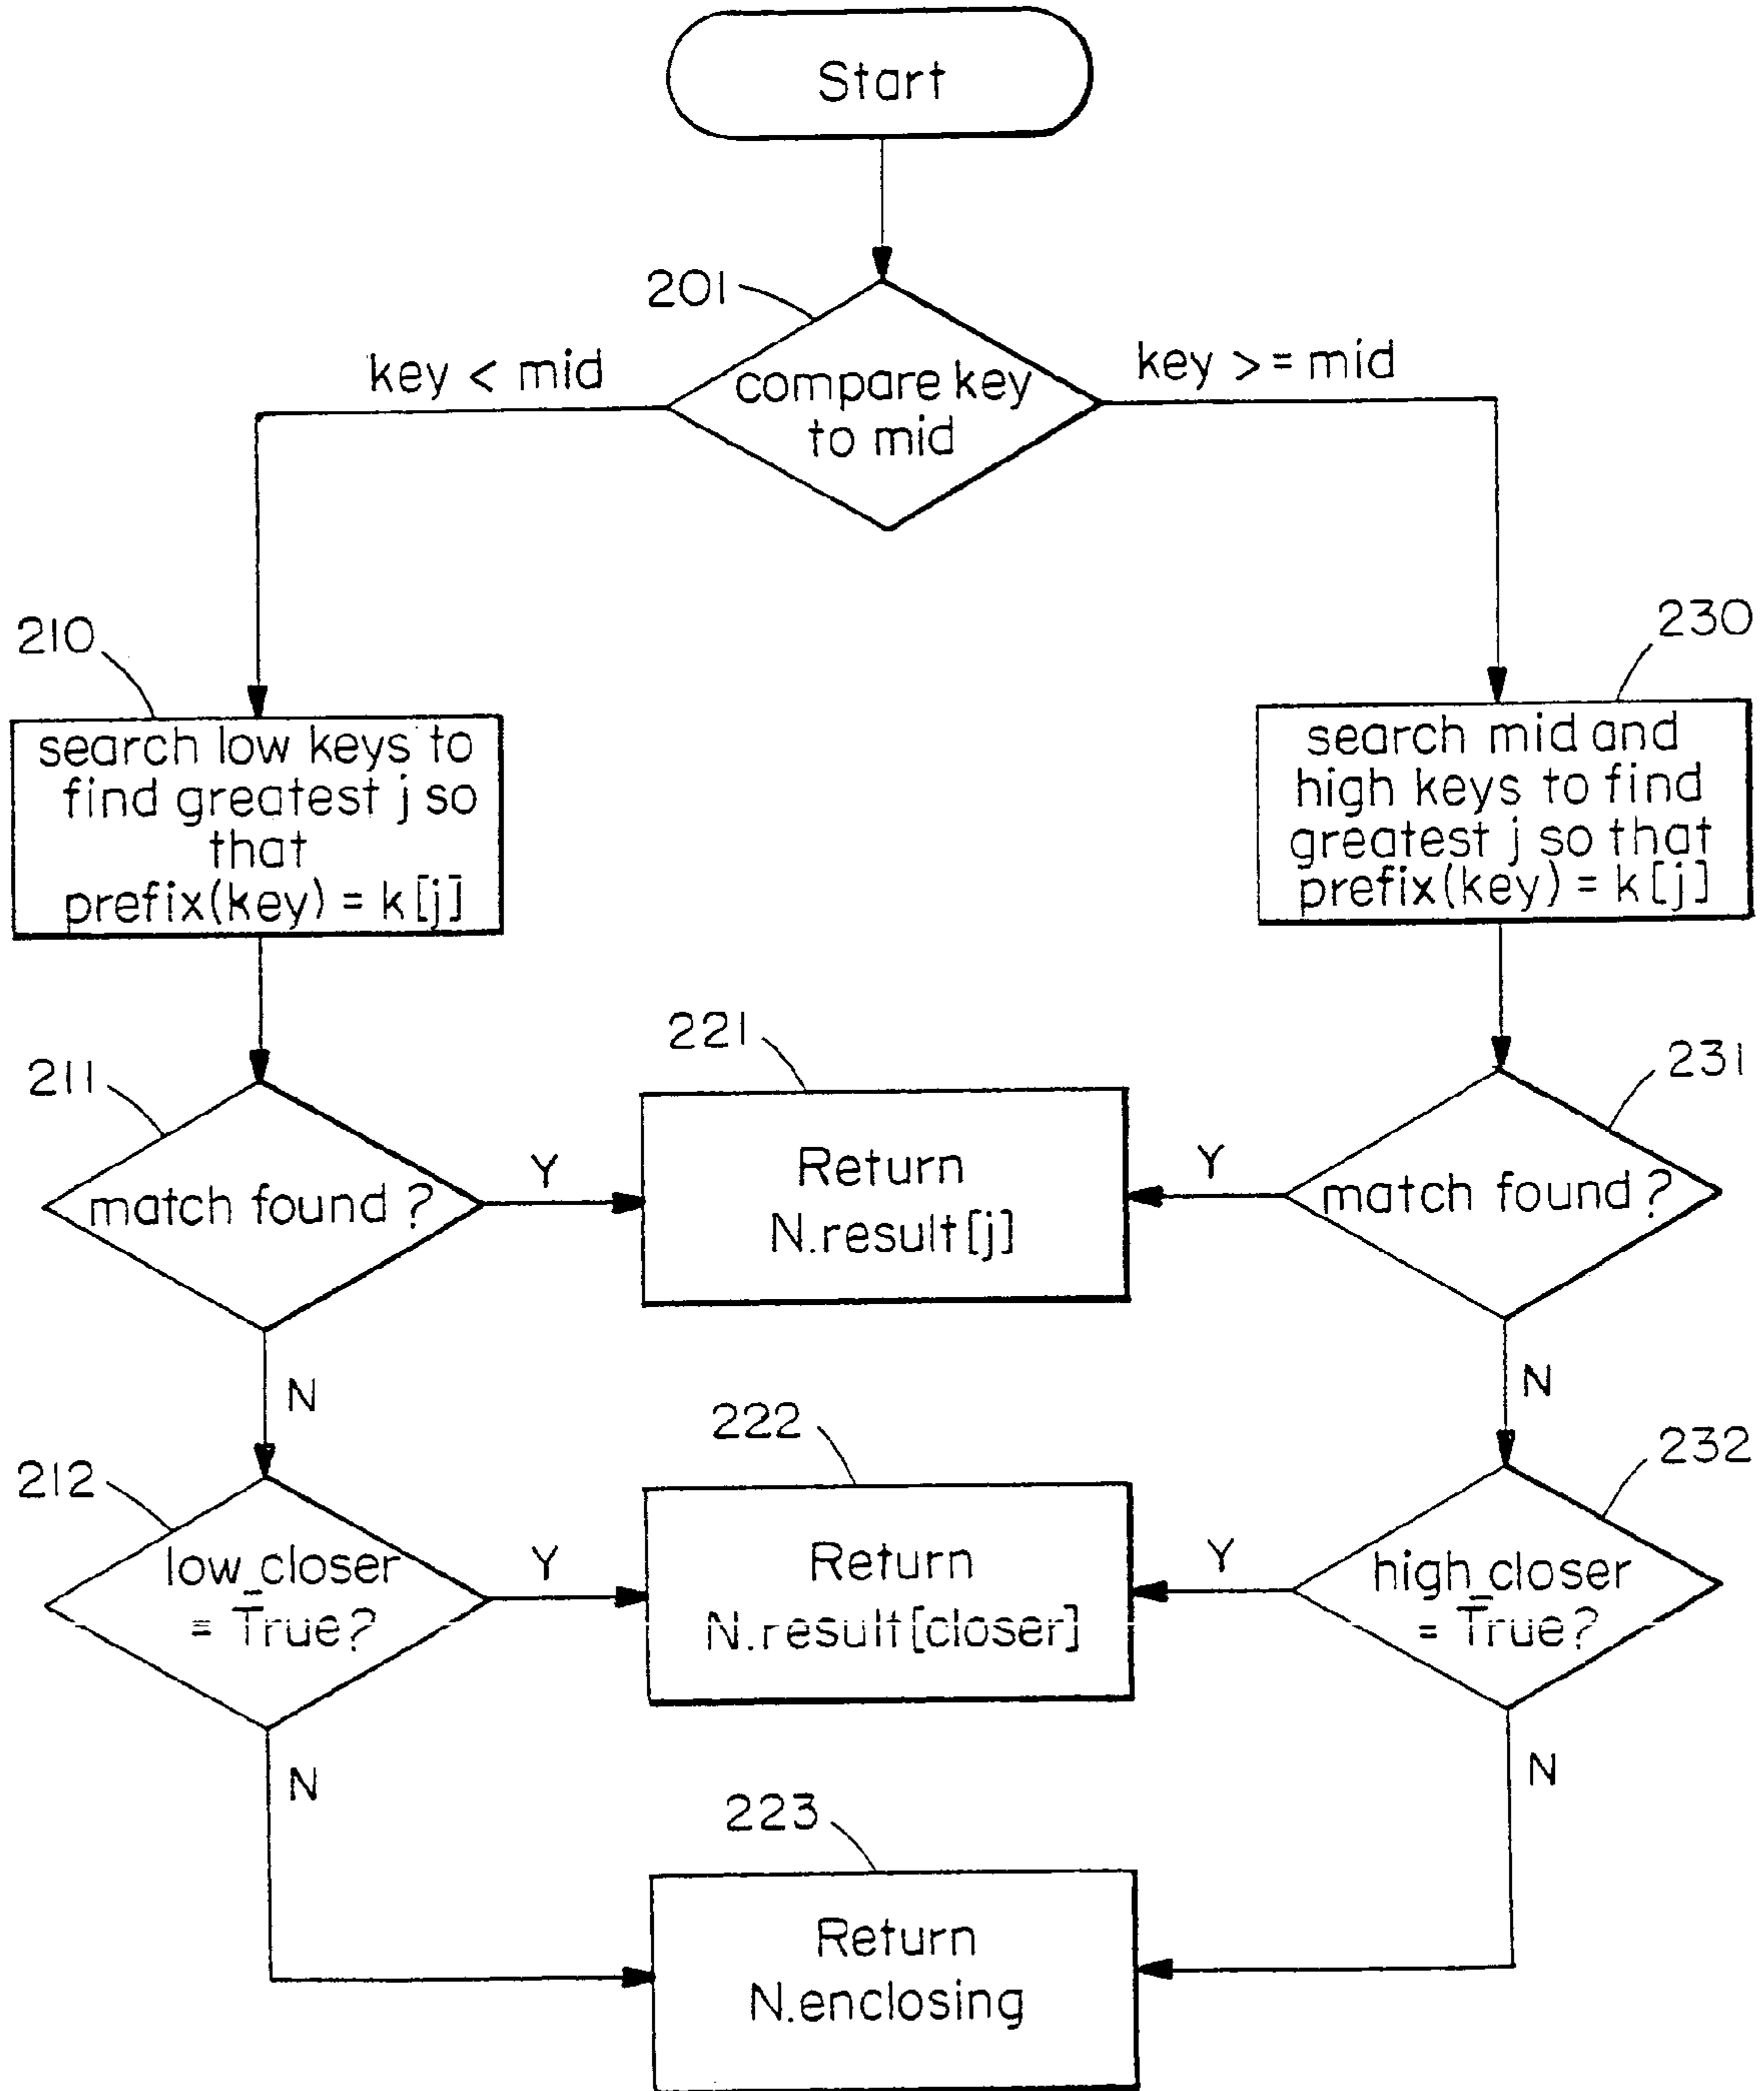 Start
201
key < mid
key >= mid
compare key
to mid
210
230
search low keys to
find greatest j so
that
prefix(key) = k[j]
search mid and
high keys to find
greatest j so that
prefix(key) = k[j]
221
211
231
match found?
Y
Return
N.result[j]
Y
match found?
N
N
222
212
232
low_closer
= True?
Y
Return
N.result[closer]
Y
high_closer
= True?
N
N
223
Return
N.enclosing